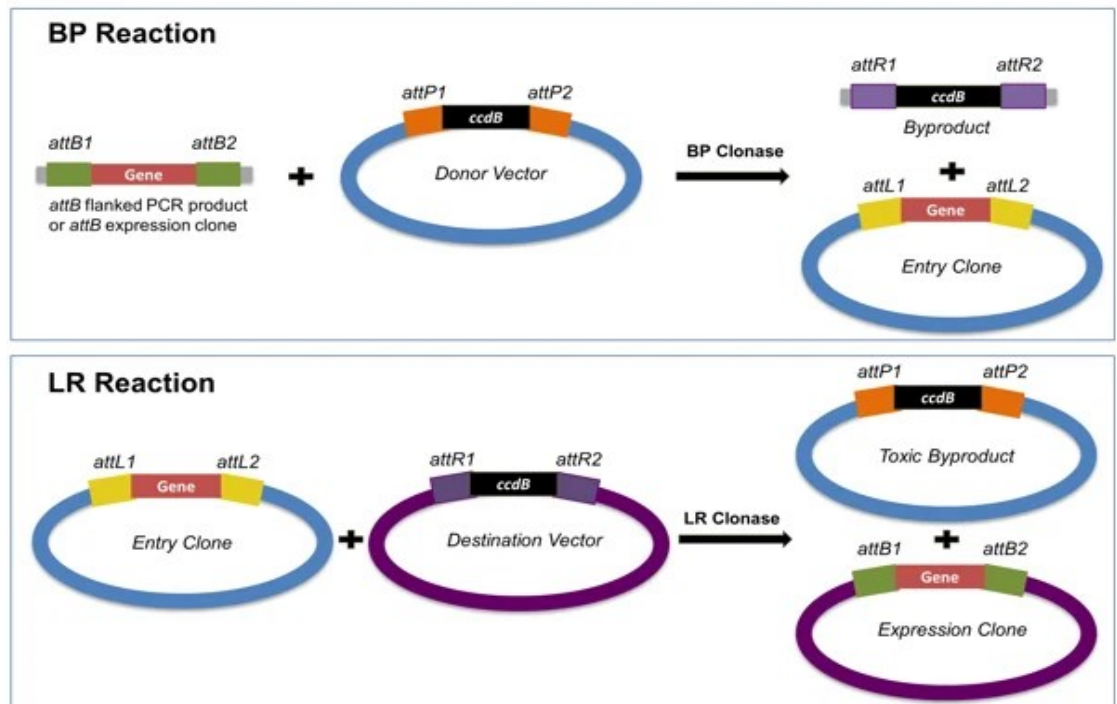 BP Reaction
attB1
attB2
Gene
attB flanked PCR product
or attB expression clone
+
attP1
attP2
ccdB
Donor Vector
BP Clonase
attR1
attR2
ccdB
Byproduct
+
attL1
attL2
Gene
Entry Clone
LR Reaction
attL1
attL2
Gene
Entry Clone
+
attR1
attR2
ccdB
Destination Vector
LR Clonase
attP1
attP2
ccdB
Toxic Byproduct
+
attB1
attB2
Gene
Expression Clone